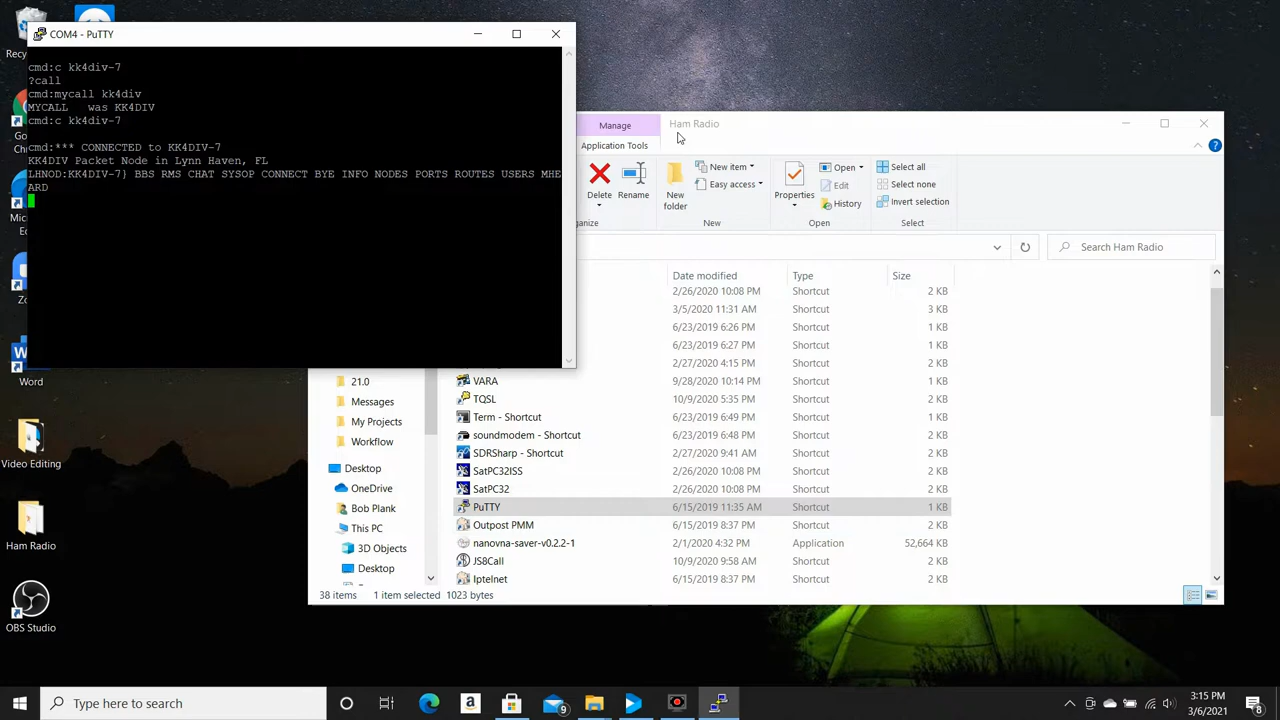 Recy
COM4 - PuTTY
cmd:c kk4div-7
?call
cmd:mycall kk4div
MYCALL was KK4DIV
cmd:c kk4div-7
cmd:*** CONNECTED to KK4DIV-7
KK4DIV Packet Node in Lynn Haven, FL
LHNOD:KK4DIV-7} BBS RMS CHAT SYSOP CONNECT BYE INFO NODES PORTS ROUTES USERS MHE
ARD
Go
Ch
Mic
Zo
Word
Video Editing
Ham Radio
OBS Studio
Manage
Ham Radio
Application Tools
Delete
Rename
New
folder
New item
Easy access
Properties
Open
Edit
History
Select all
Select none
Invert selection
ganize
New
Open
Select
Search Ham Radio
Date modified
Type
Size
2/26/2020 10:08 PM Shortcut 2 KB
3/5/2020 11:31 AM Shortcut 3 KB
6/23/2019 6:26 PM Shortcut 1 KB
6/23/2019 6:27 PM Shortcut 1 KB
2/27/2020 4:15 PM Shortcut 2 KB
VARA 9/28/2020 10:14 PM Shortcut 1 KB
TQSL 10/9/2020 5:35 PM Shortcut 2 KB
Term - Shortcut 6/23/2019 6:49 PM Shortcut 1 KB
soundmodem - Shortcut 6/23/2019 6:48 PM Shortcut 2 KB
SDRSharp - Shortcut 2/27/2020 9:41 AM Shortcut 2 KB
SatPC32ISS 2/26/2020 10:08 PM Shortcut 2 KB
SatPC32 2/26/2020 10:08 PM Shortcut 2 KB
PuTTY 6/15/2019 11:35 AM Shortcut 1 KB
Outpost PMM 6/15/2019 8:37 PM Shortcut 2 KB
nanovna-saver-v0.2.2-1 2/1/2020 4:32 PM Application 52,664 KB
JS8Call 10/9/2020 9:58 AM Shortcut 2 KB
Iptelnet 6/15/2019 8:37 PM Shortcut 2 KB
21.0
Messages
My Projects
Workflow
Desktop
OneDrive
Bob Plank
This PC
3D Objects
Desktop
38 items 1 item selected 1023 bytes
Type here to search
9
3:15 PM
3/6/2021
8